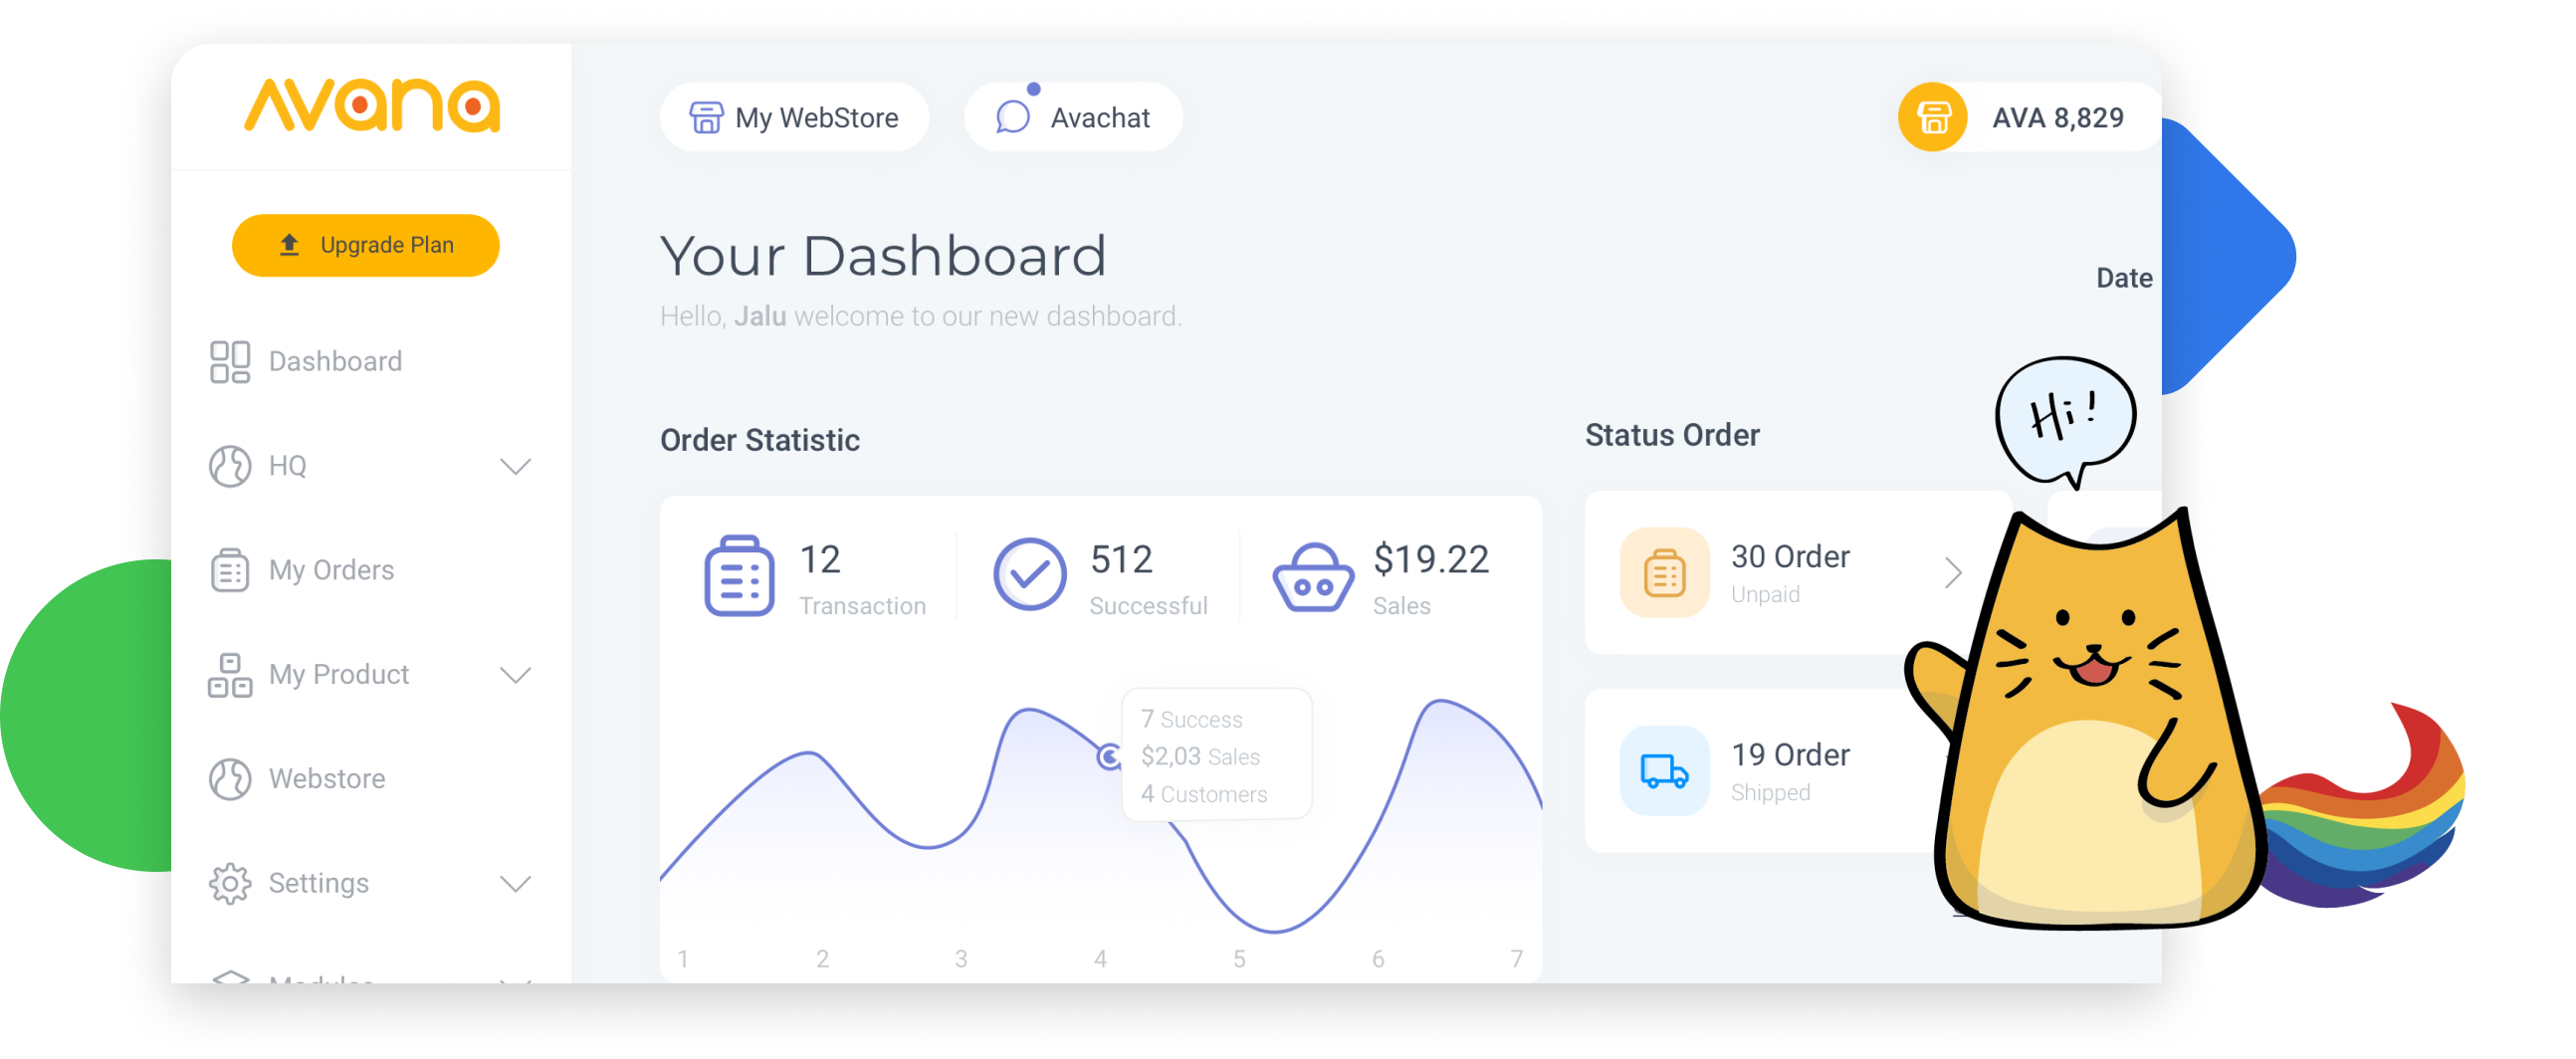 Avana
My WebStore
Avachat
AVA 8,829
Upgrade Plan
Your Dashboard
Hello, Jalu welcome to our new dashboard.
Date
Dashboard
HQ
My Orders
My Product
Webstore
Settings
Modules
Order Statistic
12
Transaction
512
Successful
$19.22
Sales
7 Success
$2,03 Sales
4 Customers
1 2 3 4 5 6 7
Status Order
30 Order
Unpaid
19 Order
Shipped
Hi!